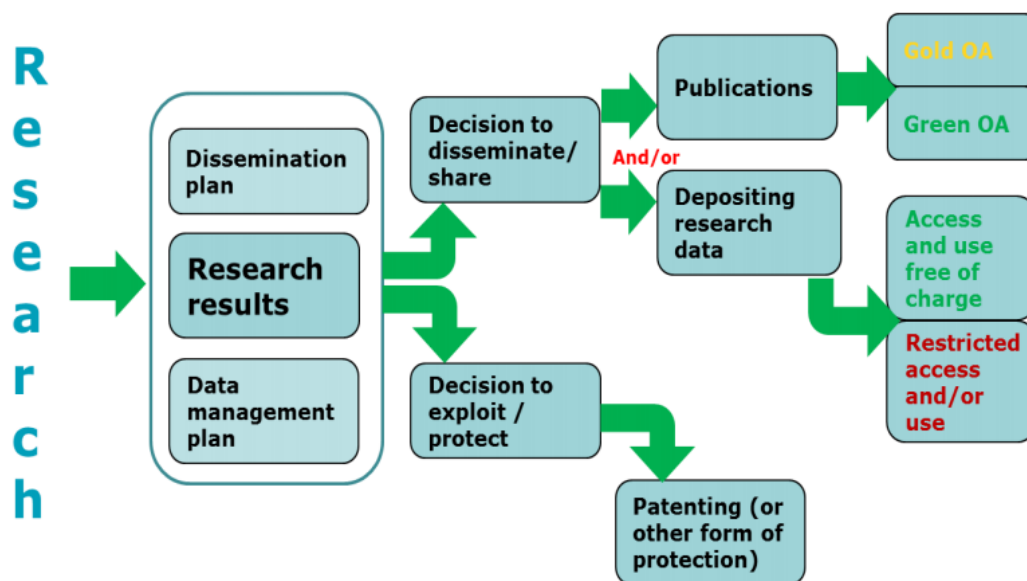 Research
Dissemination
plan
Research
results
Data
management
plan
Decision to
disseminate/
share
Decision to
exploit /
protect
And/or
Publications
Depositing
research
data
Patenting (or
other form of
protection)
Gold OA
Green OA
Access
and use
free of
charge
Restricted
access
and/or
use